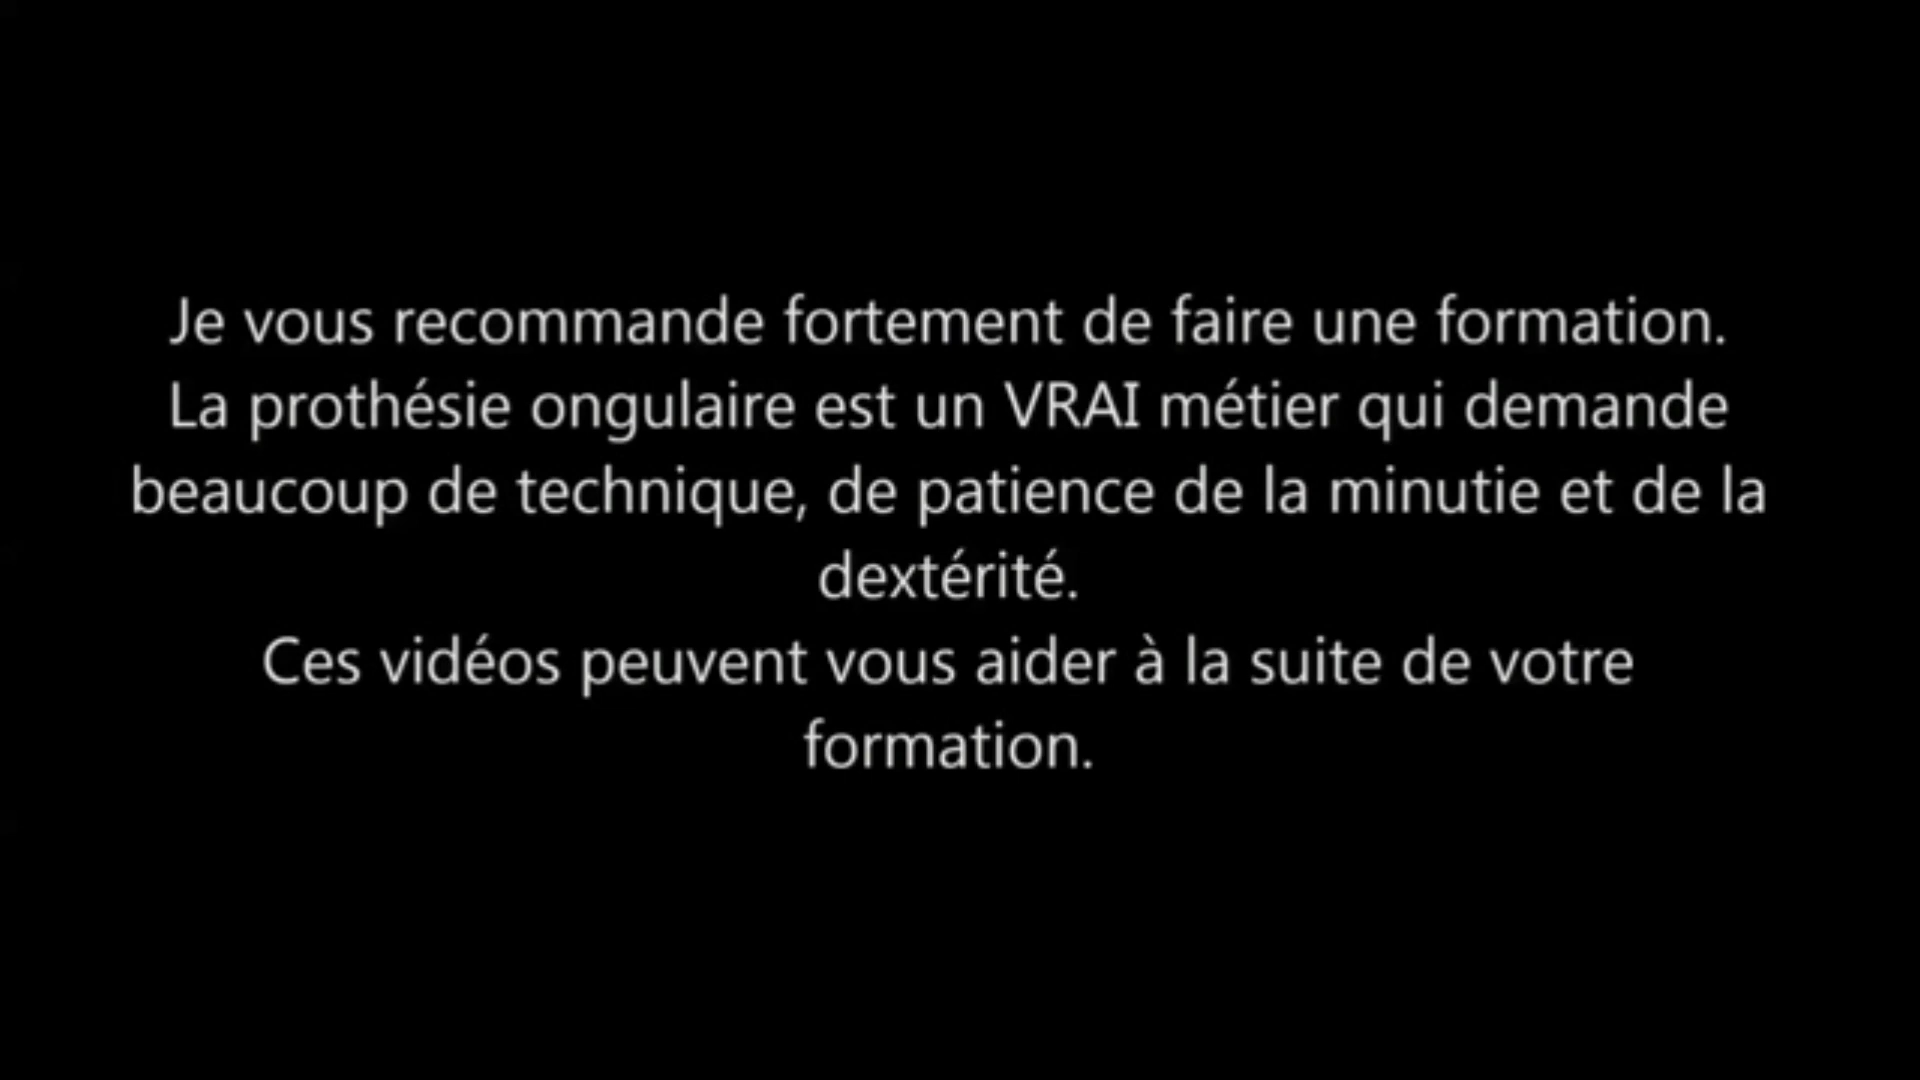 Je vous recommande fortement de faire une formation.
La prothésie ongulaire est un VRAI métier qui demande
beaucoup de technique, de patience de la minutie et de la
dextérité.
Ces vidéos peuvent vous aider à la suite de votre
formation.